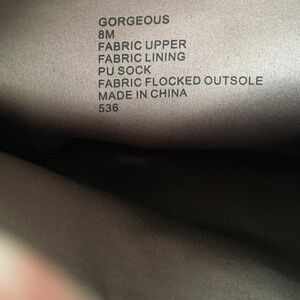 GORGEOUS
8M
FABRIC UPPER
FABRIC LINING
PU SOCK
FABRIC FLOCKED OUTSOLE
MADE IN CHINA
536